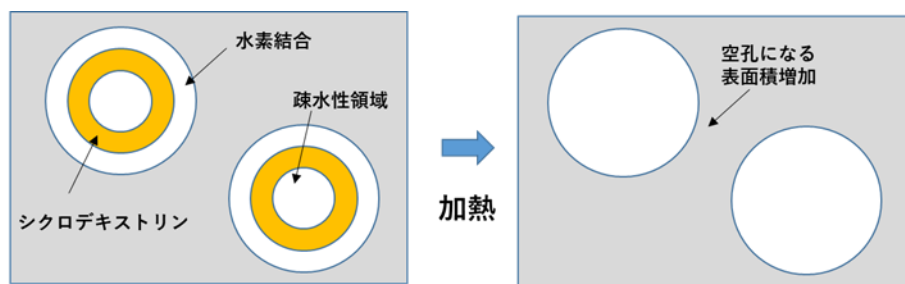 水素結合
疎水性領域
シクロデキストリン
加熱
空孔になる
表面積増加